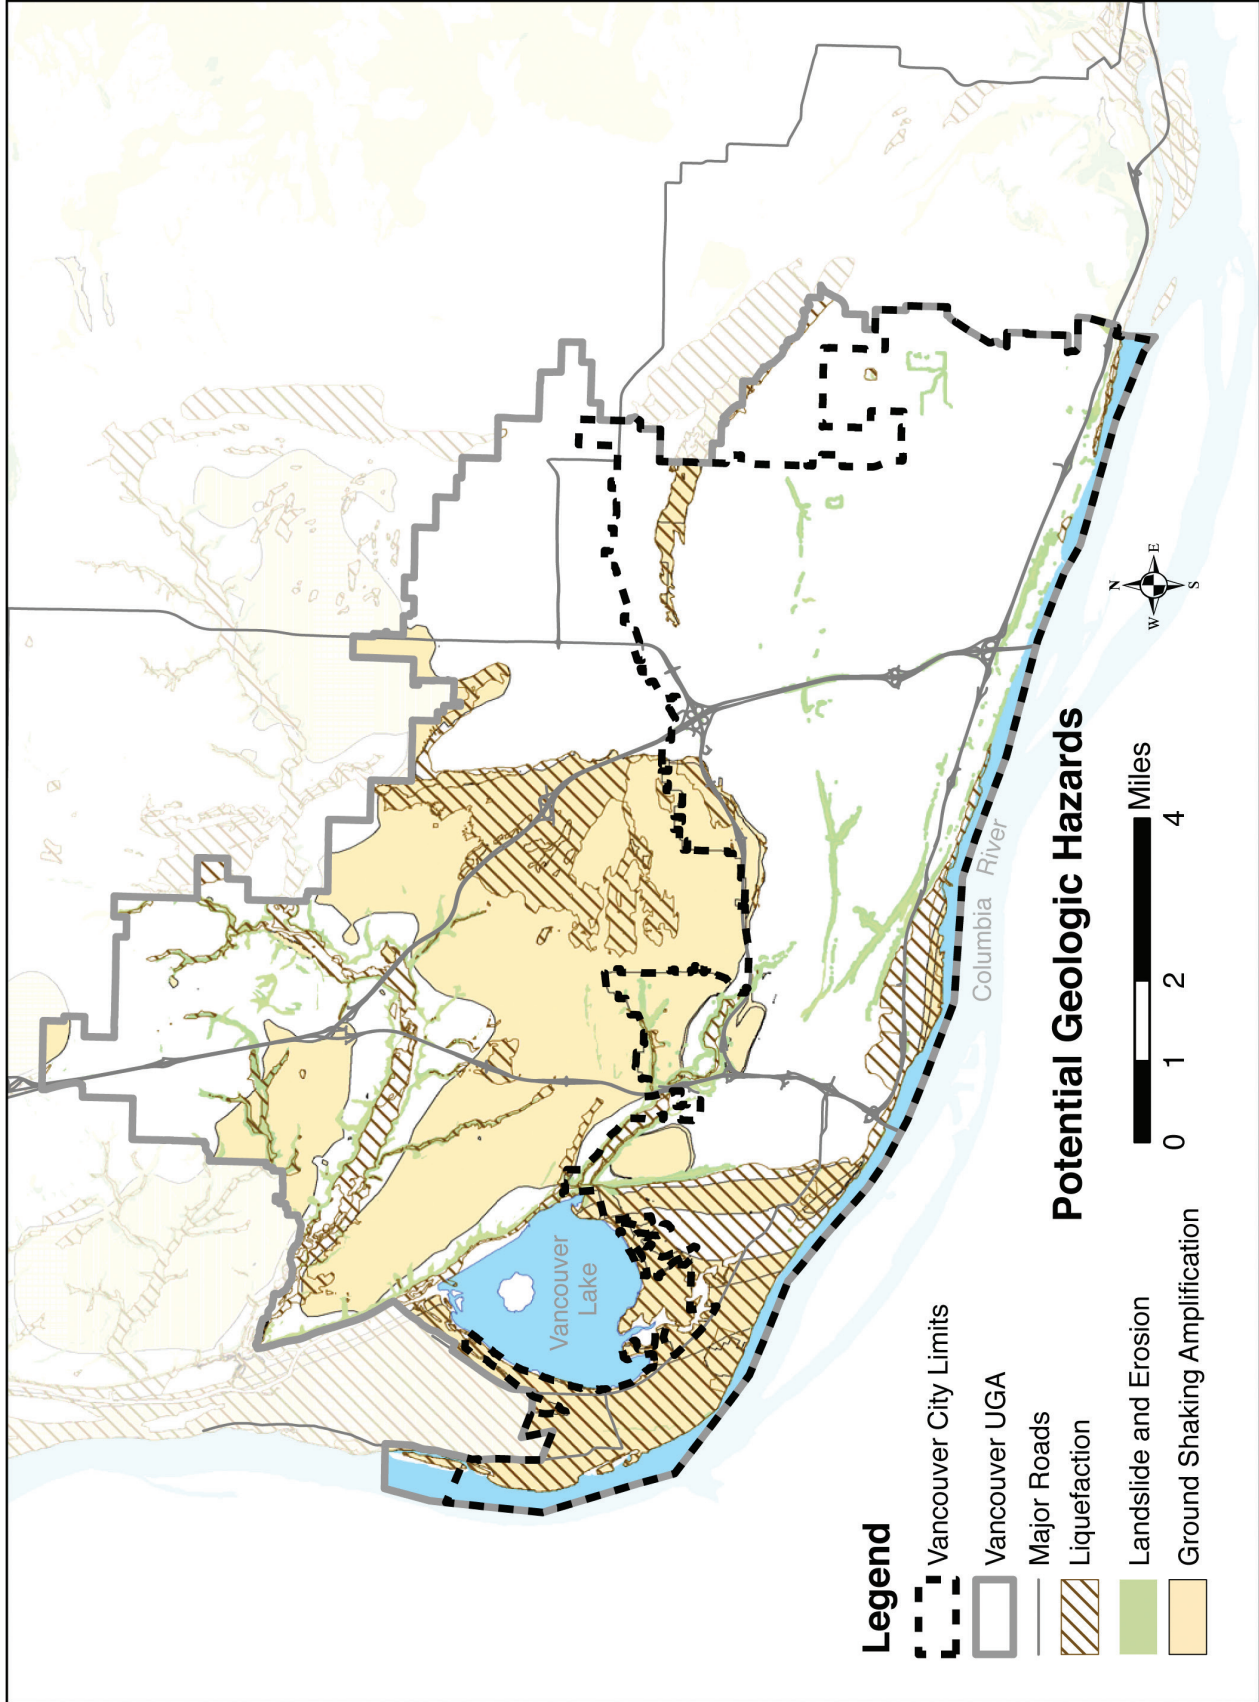 Vancouver
Lake
Columbia River
N
W
E
S
Potential Geologic Hazards
0
1
2
4
Miles
Legend
Vancouver City Limits
Vancouver UGA
Major Roads
Liquefaction
Landslide and Erosion
Ground Shaking Amplification